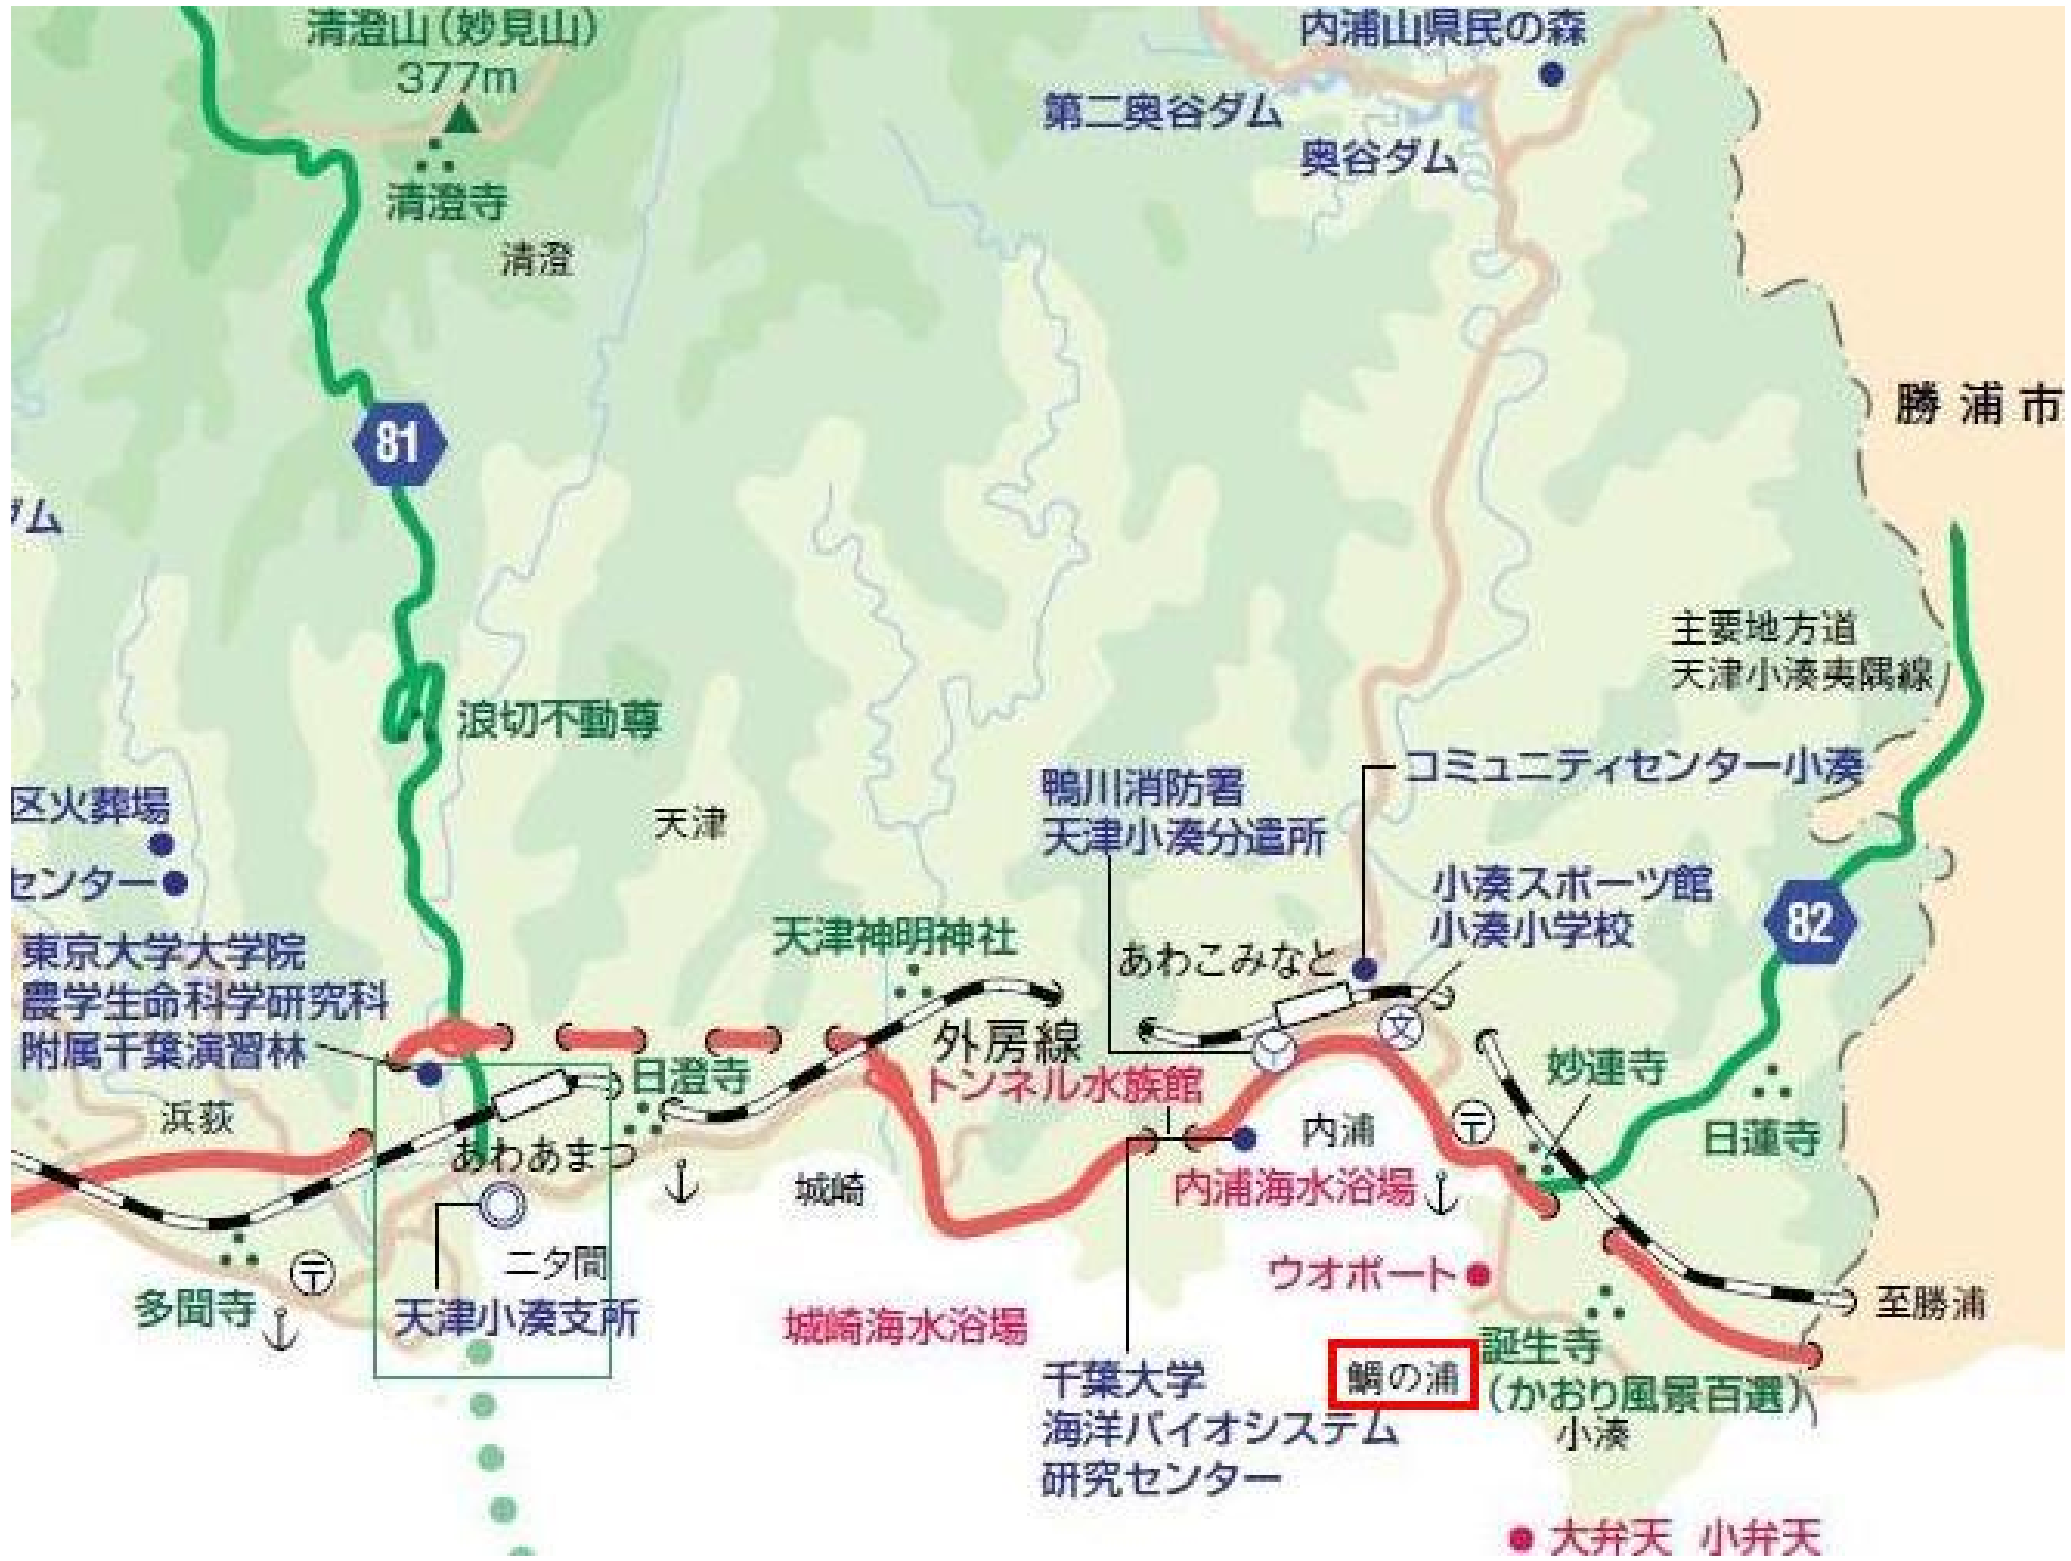 清澄山(妙見山)
377m
清澄寺
清澄
内浦山県民の森
第二奥谷ダム
奥谷ダム
勝浦市
81
ダム
主要地方道
天津小湊夷隅線
浪切不動尊
コミュニティセンター小湊
鴨川消防署
天津小湊分遣所
区火葬場
天津
センター
小湊スポーツ館
小湊小学校
82
東京大学大学院
農学生命科学研究科
附属千葉演習林
天津神明神社
あわこみなと
文
外房線
日澄寺
トンネル水族館
妙連寺
浜荻
あわあまつ
内浦
〒
日蓮寺
城崎
内浦海水浴場
二タ間
ウオポート
多聞寺
〒
天津小湊支所
城崎海水浴場
至勝浦
誕生寺
(かおり風景百選)
鯛の浦
小湊
千葉大学
海洋バイオシステム
研究センター
大弁天 小弁天